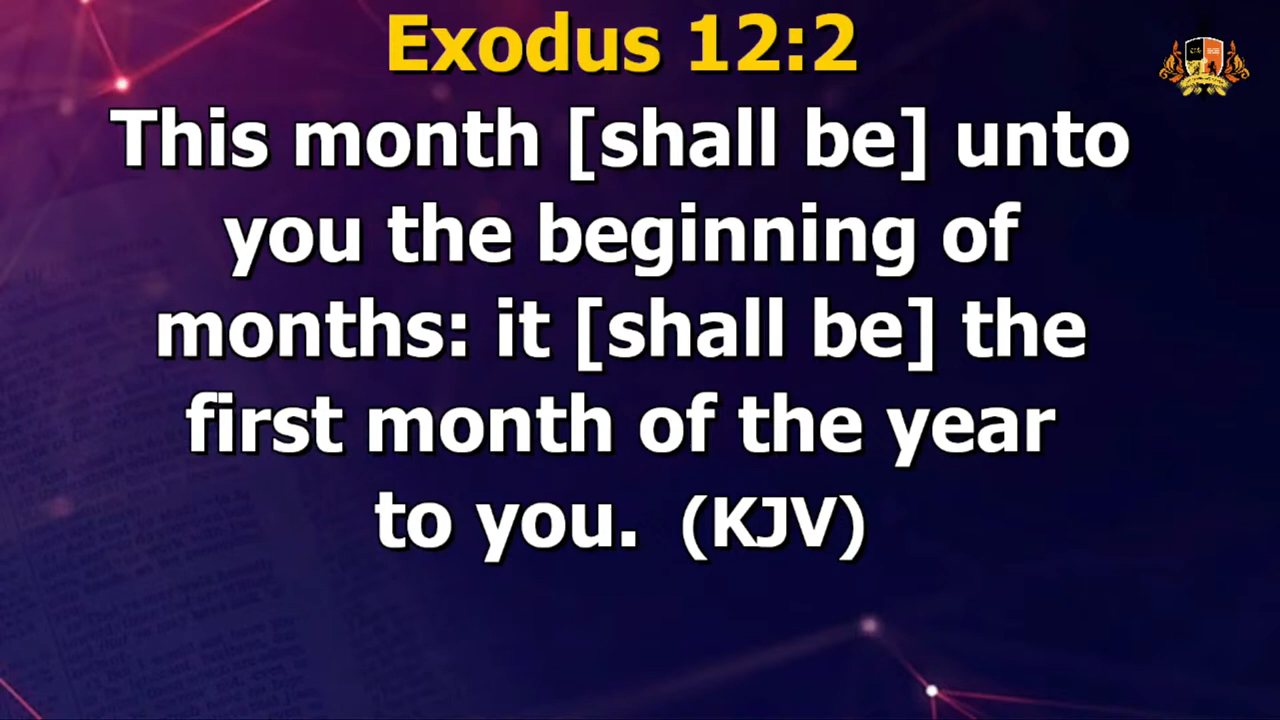 Exodus 12:2
This month [shall be] unto
you the beginning of
months: it [shall be] the
first month of the year
to you.  (KJV)